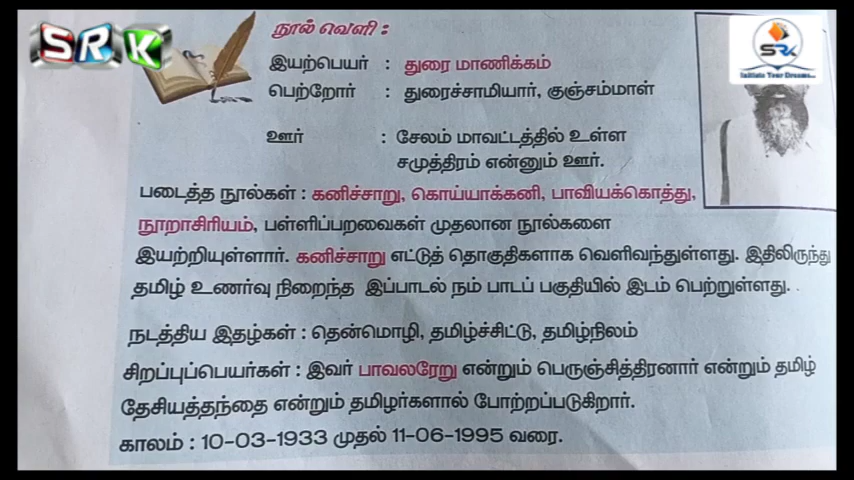 SRK
நூல் வெளி :
SRK
Initiate Your Dreams...
இயற்பெயர் : துரை மாணிக்கம்
பெற்றோர் : துரைச்சாமியார், குஞ்சம்மாள்
ஊர் : சேலம் மாவட்டத்தில் உள்ள
சமுத்திரம் என்னும் ஊர்.
படைத்த நூல்கள் : கனிச்சாறு, கொய்யாக்கனி, பாவியக்கொத்து,
நூறாசிரியம், பள்ளிப்பறவைகள் முதலான நூல்களை
இயற்றியுள்ளார். கனிச்சாறு எட்டுத் தொகுதிகளாக வெளிவந்துள்ளது. இதிலிருந்து
தமிழ் உணர்வு நிறைந்த இப்பாடல் நம் பாடப் பகுதியில் இடம் பெற்றுள்ளது.
நடத்திய இதழ்கள் : தென்மொழி, தமிழ்ச்சிட்டு, தமிழ்நிலம்
சிறப்புப்பெயர்கள் : இவர் பாவலரேறு என்றும் பெருஞ்சித்திரனார் என்றும் தமிழ்
தேசியத்தந்தை என்றும் தமிழர்களால் போற்றப்படுகிறார்.
காலம் : 10-03-1933 முதல் 11-06-1995 வரை.